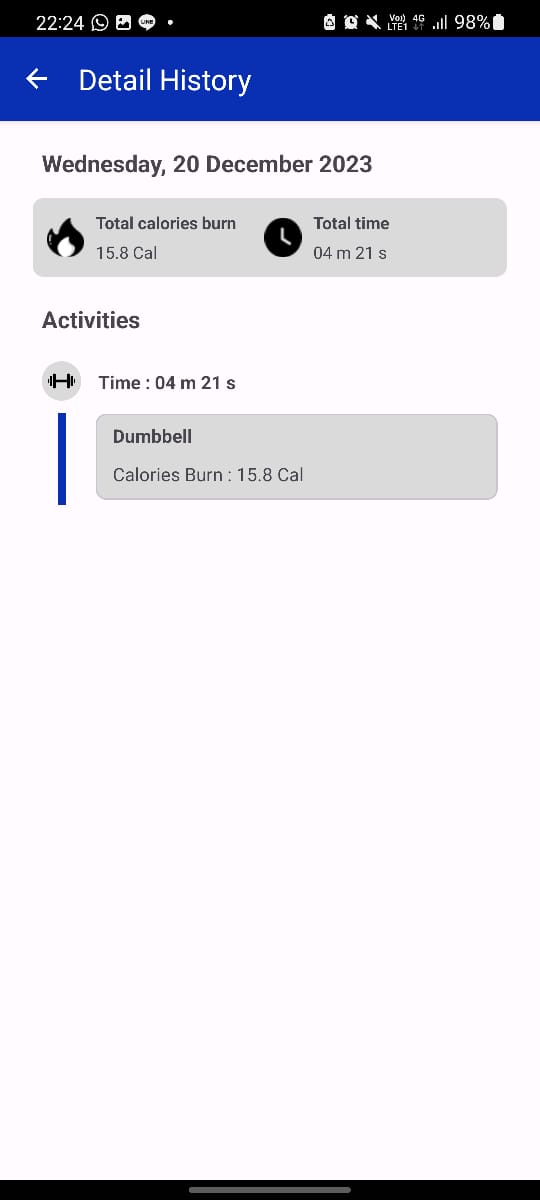 22:24 LINE Vo)) LTE1 4G 98%
Detail History
Wednesday, 20 December 2023
Total calories burn
15.8 Cal
Total time
04 m 21 s
Activities
Time : 04 m 21 s
Dumbbell
Calories Burn : 15.8 Cal